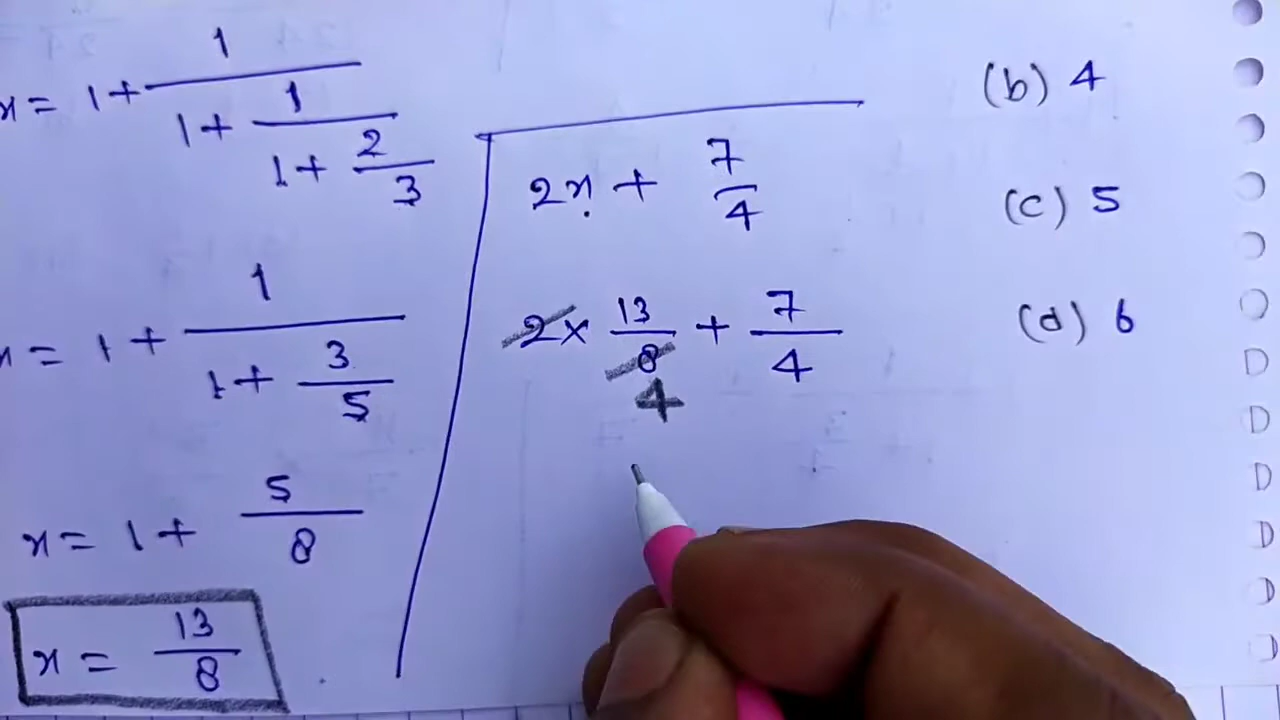 x = 1 + 1/(1 + 1/(1 + 2/3))
x = 1 + 1/(1 + 3/5)
x = 1 + 5/8
x = 13/8
2x + 7/4
2 × 13/8 + 7/4
4
(b) 4
(c) 5
(d) 6